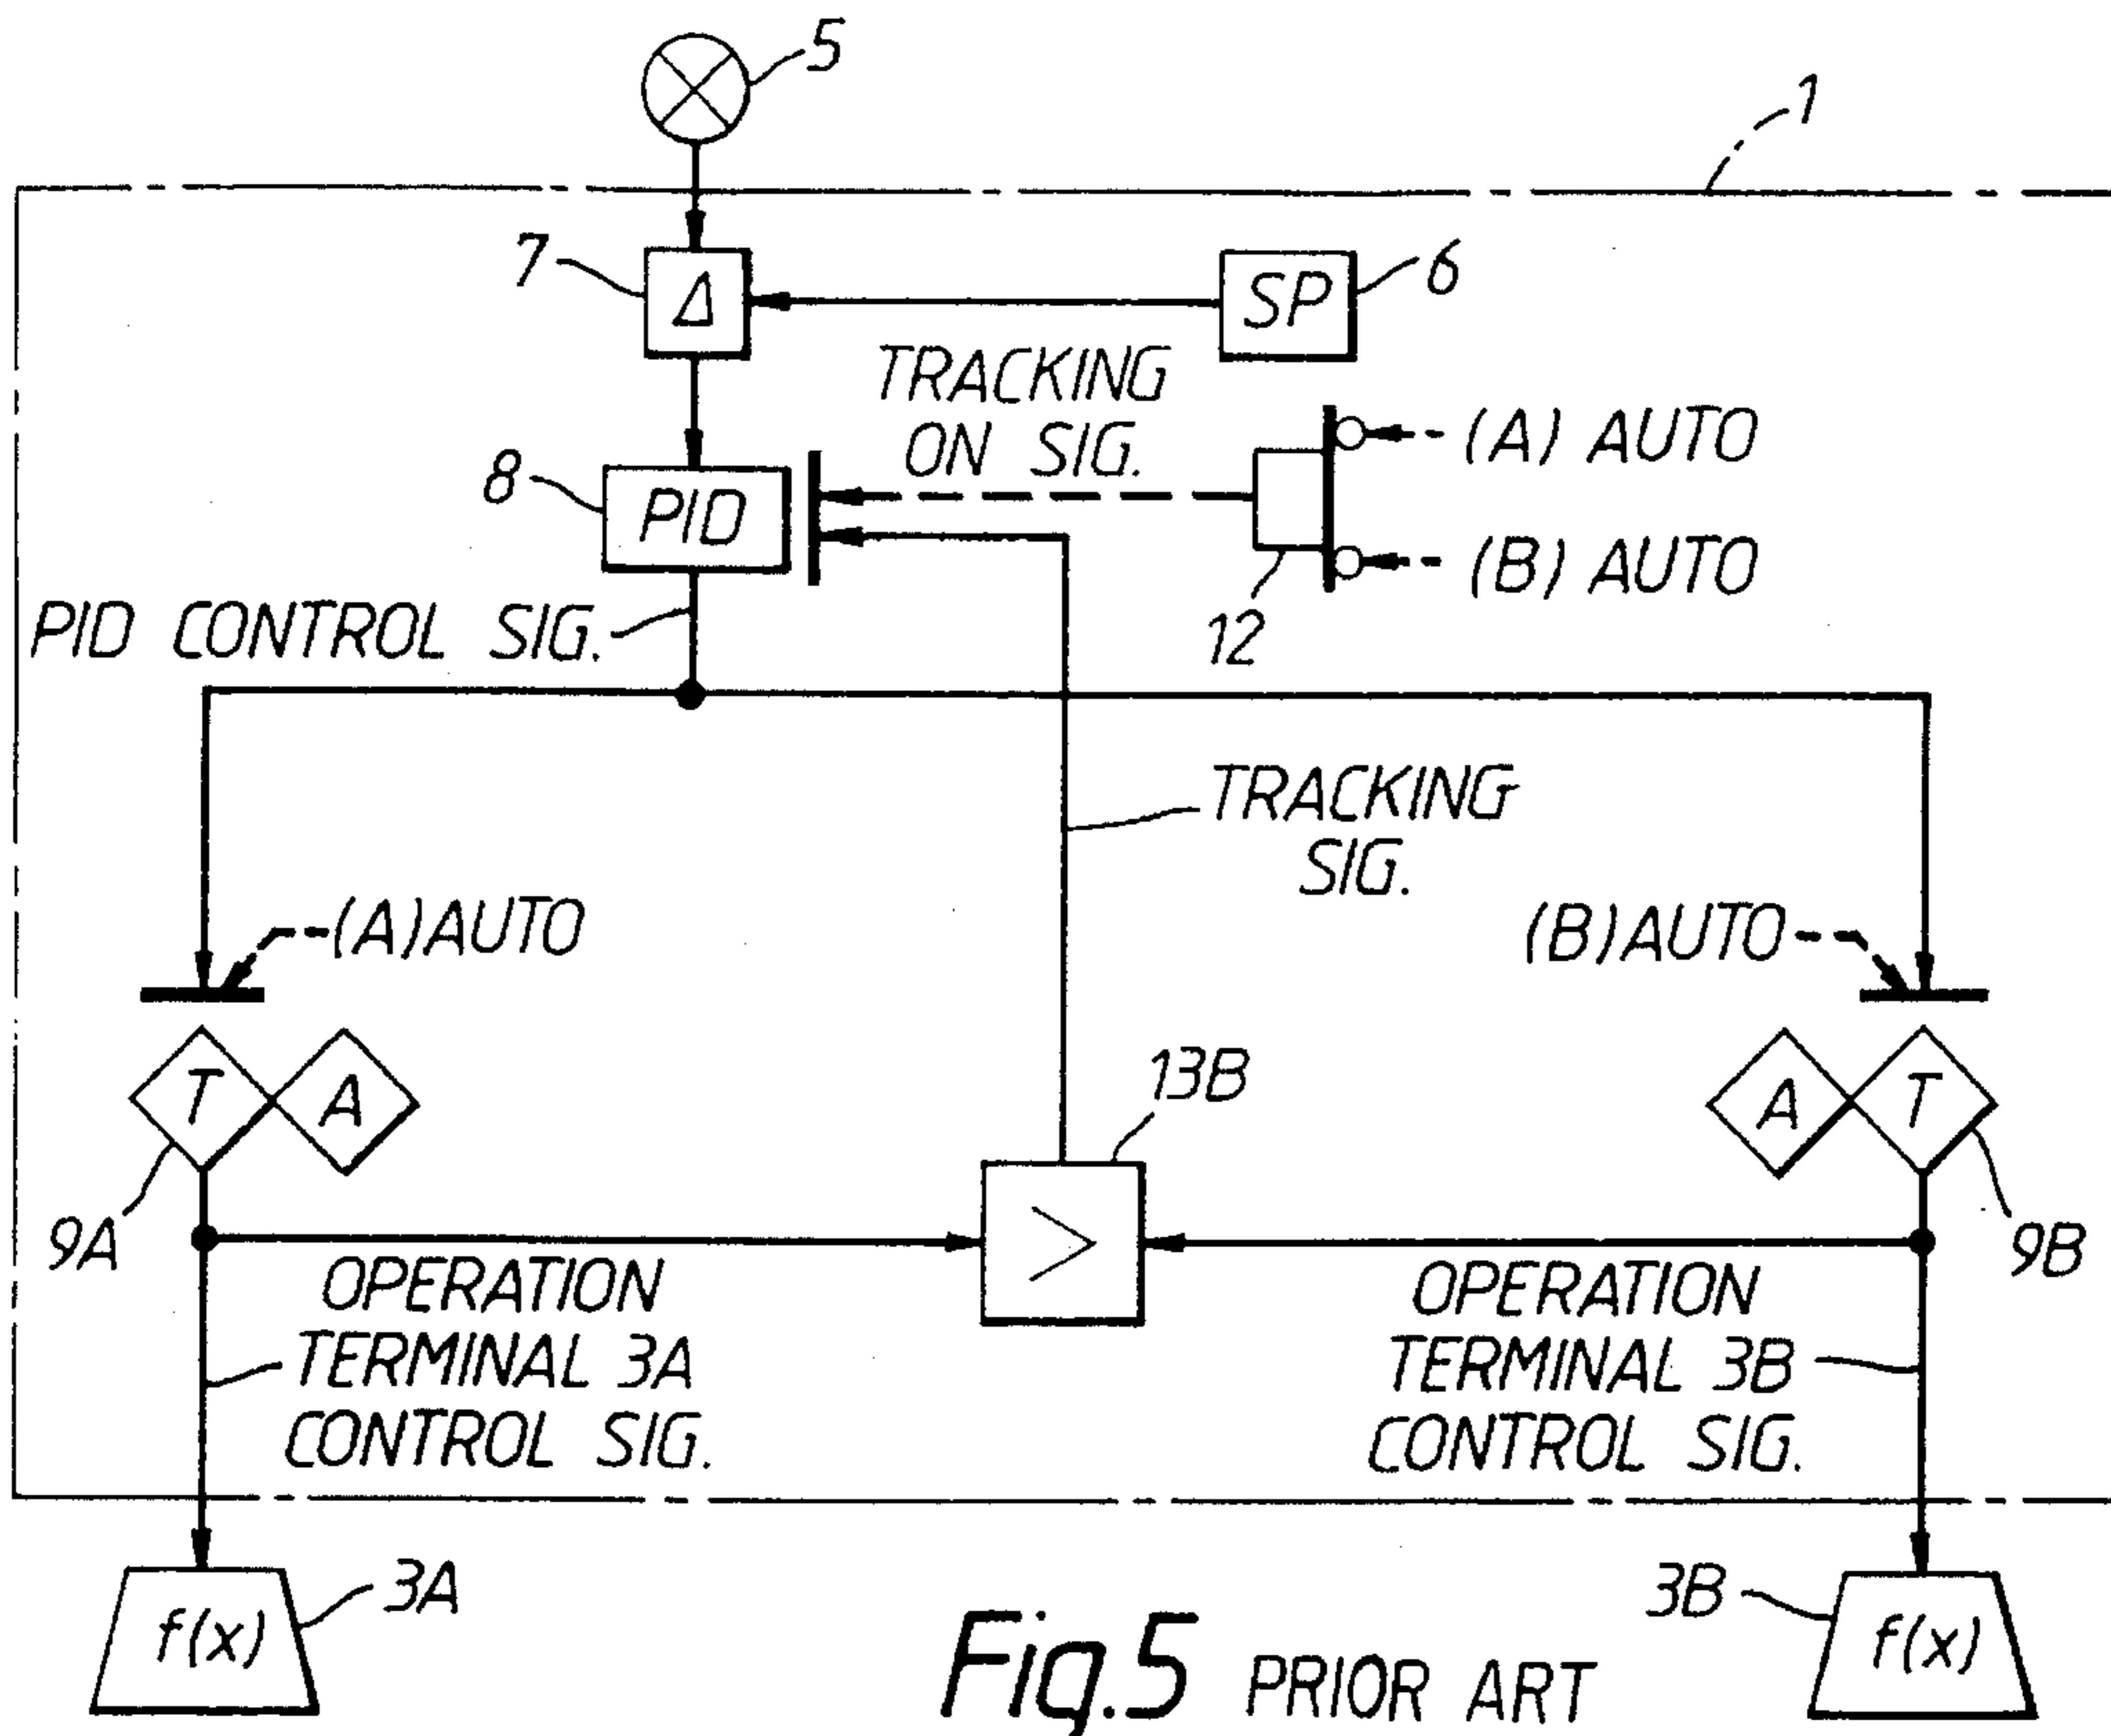 5
1
7
Δ
SP
6
TRACKING
ON SIG.
(A) AUTO
8
PID
(B) AUTO
12
PID CONTROL SIG.
TRACKING
SIG.
(A) AUTO
(B) AUTO
T
A
13B
A
T
9A
>
9B
OPERATION
TERMINAL 3A
CONTROL SIG.
OPERATION
TERMINAL 3B
CONTROL SIG.
3A
f(x)
3B
f(x)
Fig.5 PRIOR ART